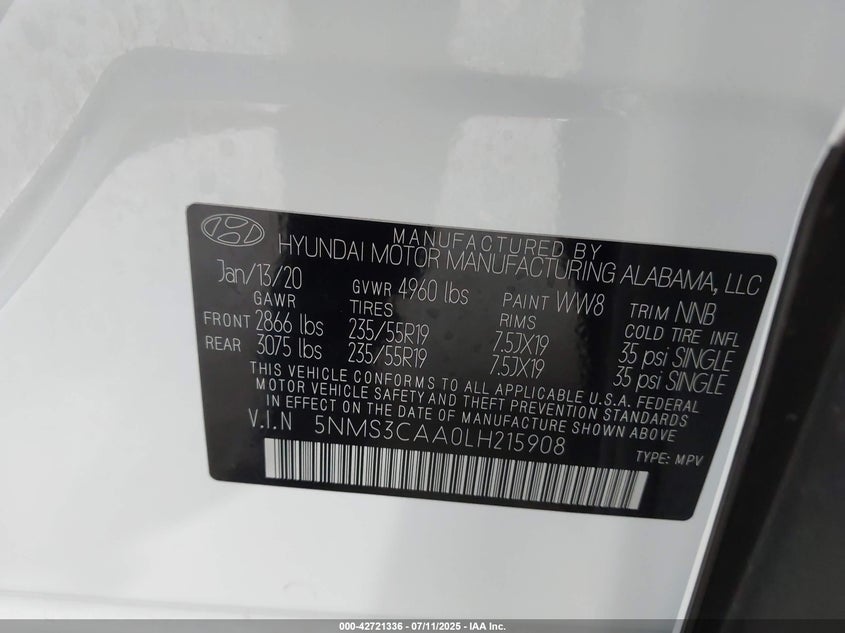 MANUFACTURED BY
HYUNDAI MOTOR MANUFACTURING ALABAMA, LLC
Jan/13/20 GVWR 4960 lbs PAINT WW8 TRIM NNB
GAWR TIRES RIMS COLD TIRE INFL
FRONT 2866 lbs 235/55R19 7.5JX19 35 psi SINGLE
REAR 3075 lbs 235/55R19 7.5JX19 35 psi SINGLE
THIS VEHICLE CONFORMS TO ALL APPLICABLE U.S.A. FEDERAL
MOTOR VEHICLE SAFETY AND THEFT PREVENTION STANDARDS
IN EFFECT ON THE DATE OF MANUFACTURE SHOWN ABOVE
V.I.N 5NMS3CAA0LH215908
TYPE: MPV
000-42721336 - 07/11/2025 - IAA Inc.